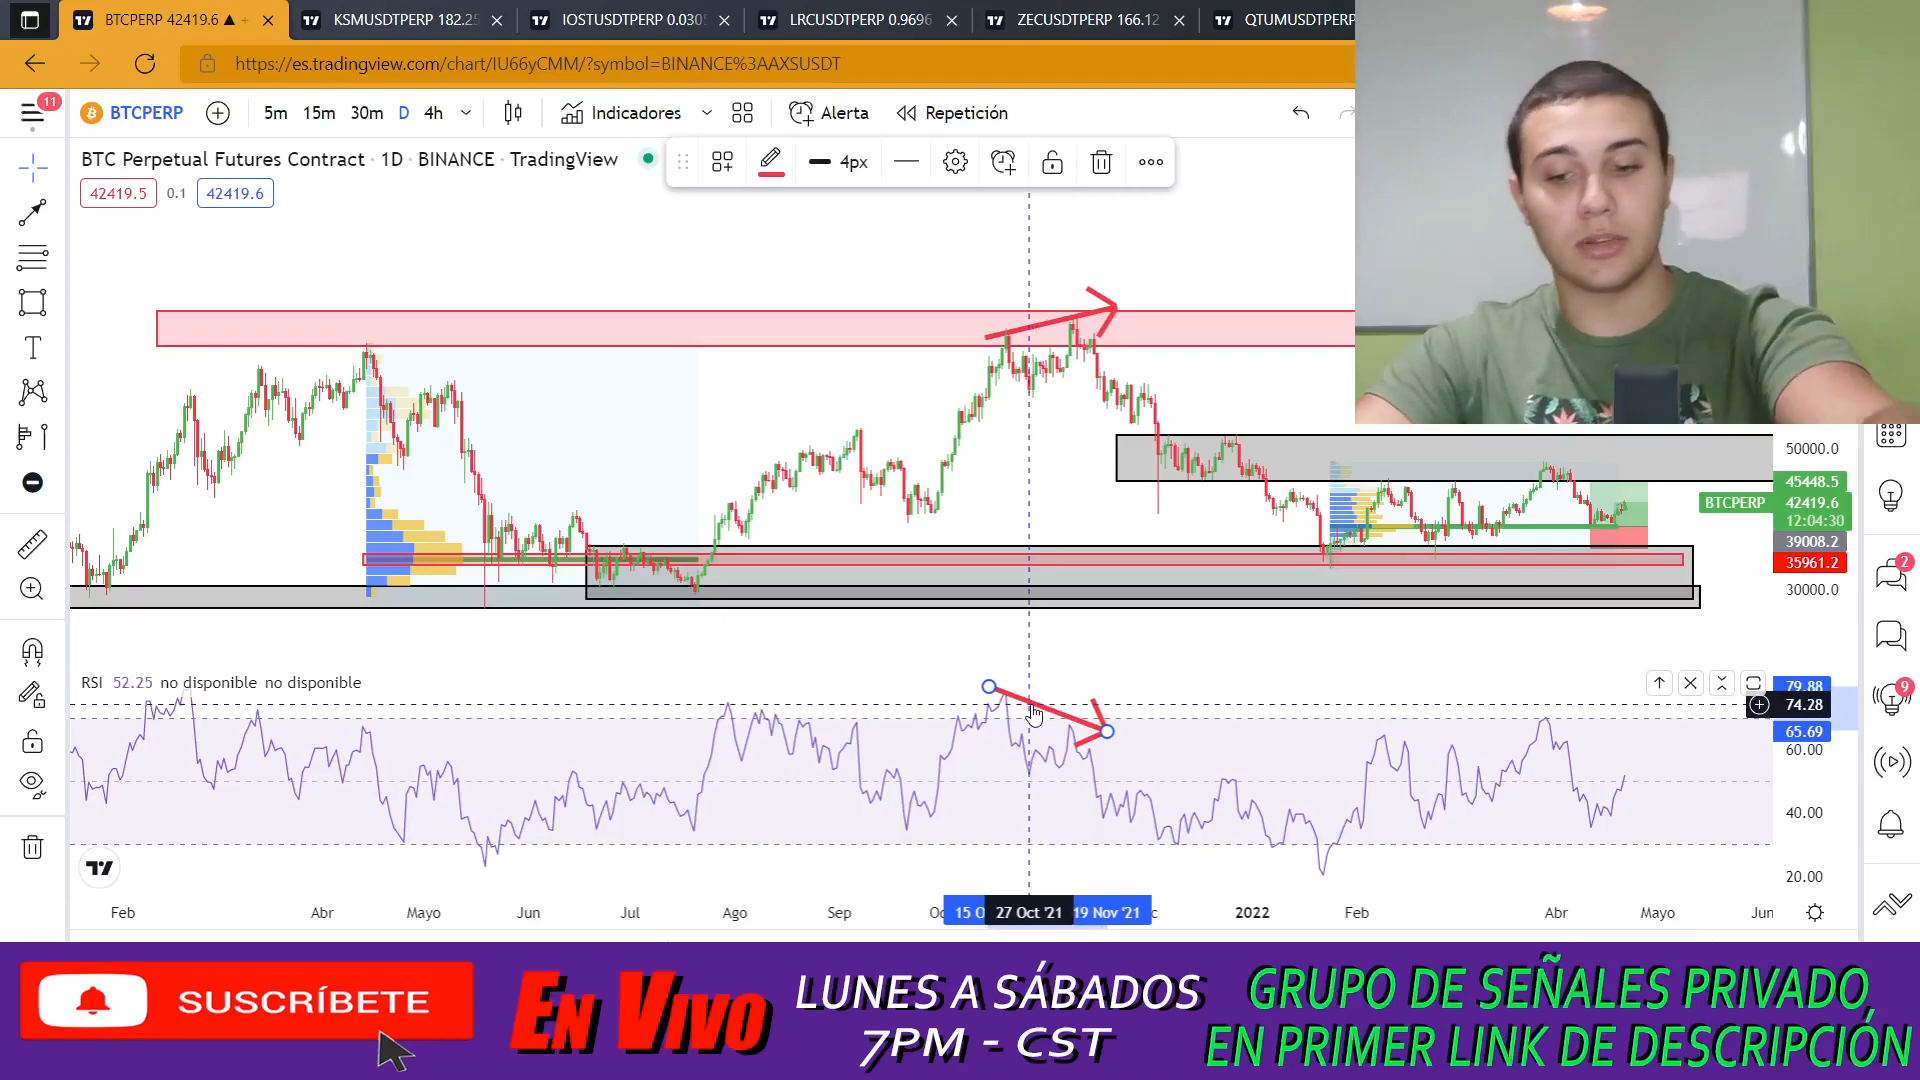 BTCPERP 42419.6 ▲ +
KSMUSDTPERP 182.25
IOSTUSDTPERP 0.0305
LRCUSDTPERP 0.9696
ZECUSDTPERP 166.12
QTUMUSDTPERP
https://es.tradingview.com/chart/IU66yCMM/?symbol=BINANCE%3AAXSUSDT
11
BTCPERP
5m 15m 30m D 4h
Indicadores
Alerta
Repetición
BTC Perpetual Futures Contract · 1D · BINANCE · TradingView
4px
42419.5 0.1 42419.6
50000.0
45448.5
BTCPERP 42419.6
12:04:30
39008.2
35961.2
30000.0
2
RSI 52.25 no disponible no disponible
79.88
74.28
65.69
60.00
40.00
20.00
9
Feb Abr Mayo Jun Jul Ago Sep 15 O 27 Oct '21 19 Nov '21 2022 Feb Abr Mayo Jun
SUSCRÍBETE
En Vivo
LUNES A SÁBADOS
7PM - CST
GRUPO DE SEÑALES PRIVADO
EN PRIMER LINK DE DESCRIPCIÓN